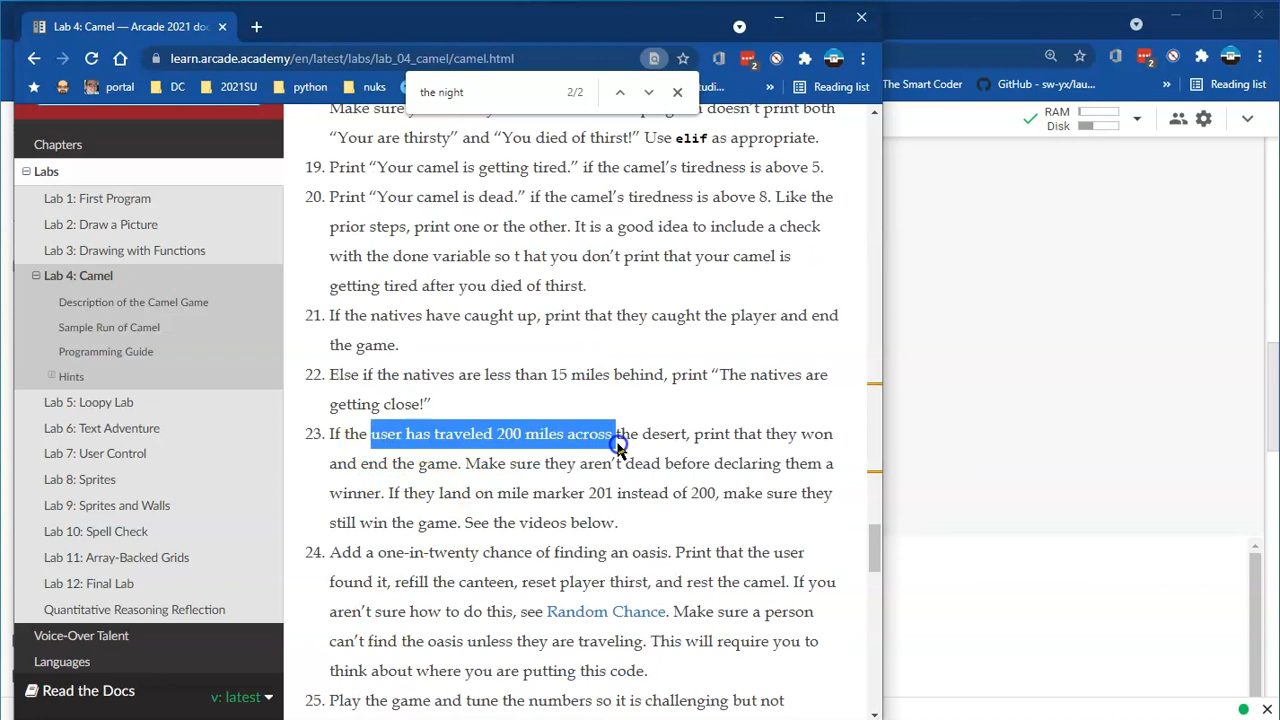 Lab 4: Camel — Arcade 2021 doc
learn.arcade.academy/en/latest/labs/lab_04_camel/camel.html
2
2
portal
DC
2021SU
python
nuks
Reading list
The Smart Coder
GitHub - sw-yx/lau...
Reading list
the night
2/2
RAM
Disk
Chapters
Labs
Lab 1: First Program
Lab 2: Draw a Picture
Lab 3: Drawing with Functions
Lab 4: Camel
Description of the Camel Game
Sample Run of Camel
Programming Guide
Hints
Lab 5: Loopy Lab
Lab 6: Text Adventure
Lab 7: User Control
Lab 8: Sprites
Lab 9: Sprites and Walls
Lab 10: Spell Check
Lab 11: Array-Backed Grids
Lab 12: Final Lab
Quantitative Reasoning Reflection
Voice-Over Talent
Languages
Read the Docs
v: latest
program doesn't print both
“Your are thirsty” and “You died of thirst!” Use elif as appropriate.
19. Print “Your camel is getting tired.” if the camel’s tiredness is above 5.
20. Print “Your camel is dead.” if the camel’s tiredness is above 8. Like the
prior steps, print one or the other. It is a good idea to include a check
with the done variable so t hat you don’t print that your camel is
getting tired after you died of thirst.
21. If the natives have caught up, print that they caught the player and end
the game.
22. Else if the natives are less than 15 miles behind, print “The natives are
getting close!”
23. If the user has traveled 200 miles across the desert, print that they won
and end the game. Make sure they aren’t dead before declaring them a
winner. If they land on mile marker 201 instead of 200, make sure they
still win the game. See the videos below.
24. Add a one-in-twenty chance of finding an oasis. Print that the user
found it, refill the canteen, reset player thirst, and rest the camel. If you
aren’t sure how to do this, see Random Chance. Make sure a person
can’t find the oasis unless they are traveling. This will require you to
think about where you are putting this code.
25. Play the game and tune the numbers so it is challenging but not